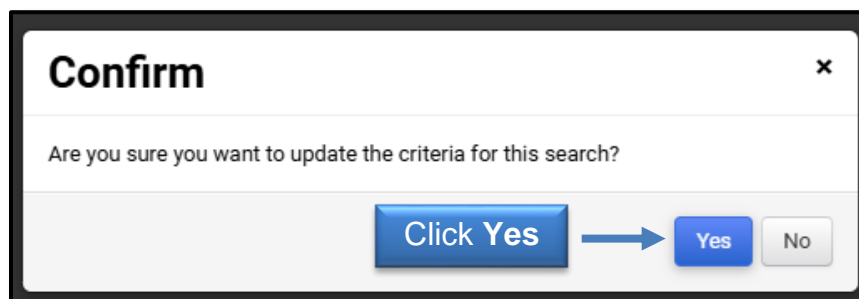 Confirm ×
Are you sure you want to update the criteria for this search?
Click Yes Yes No